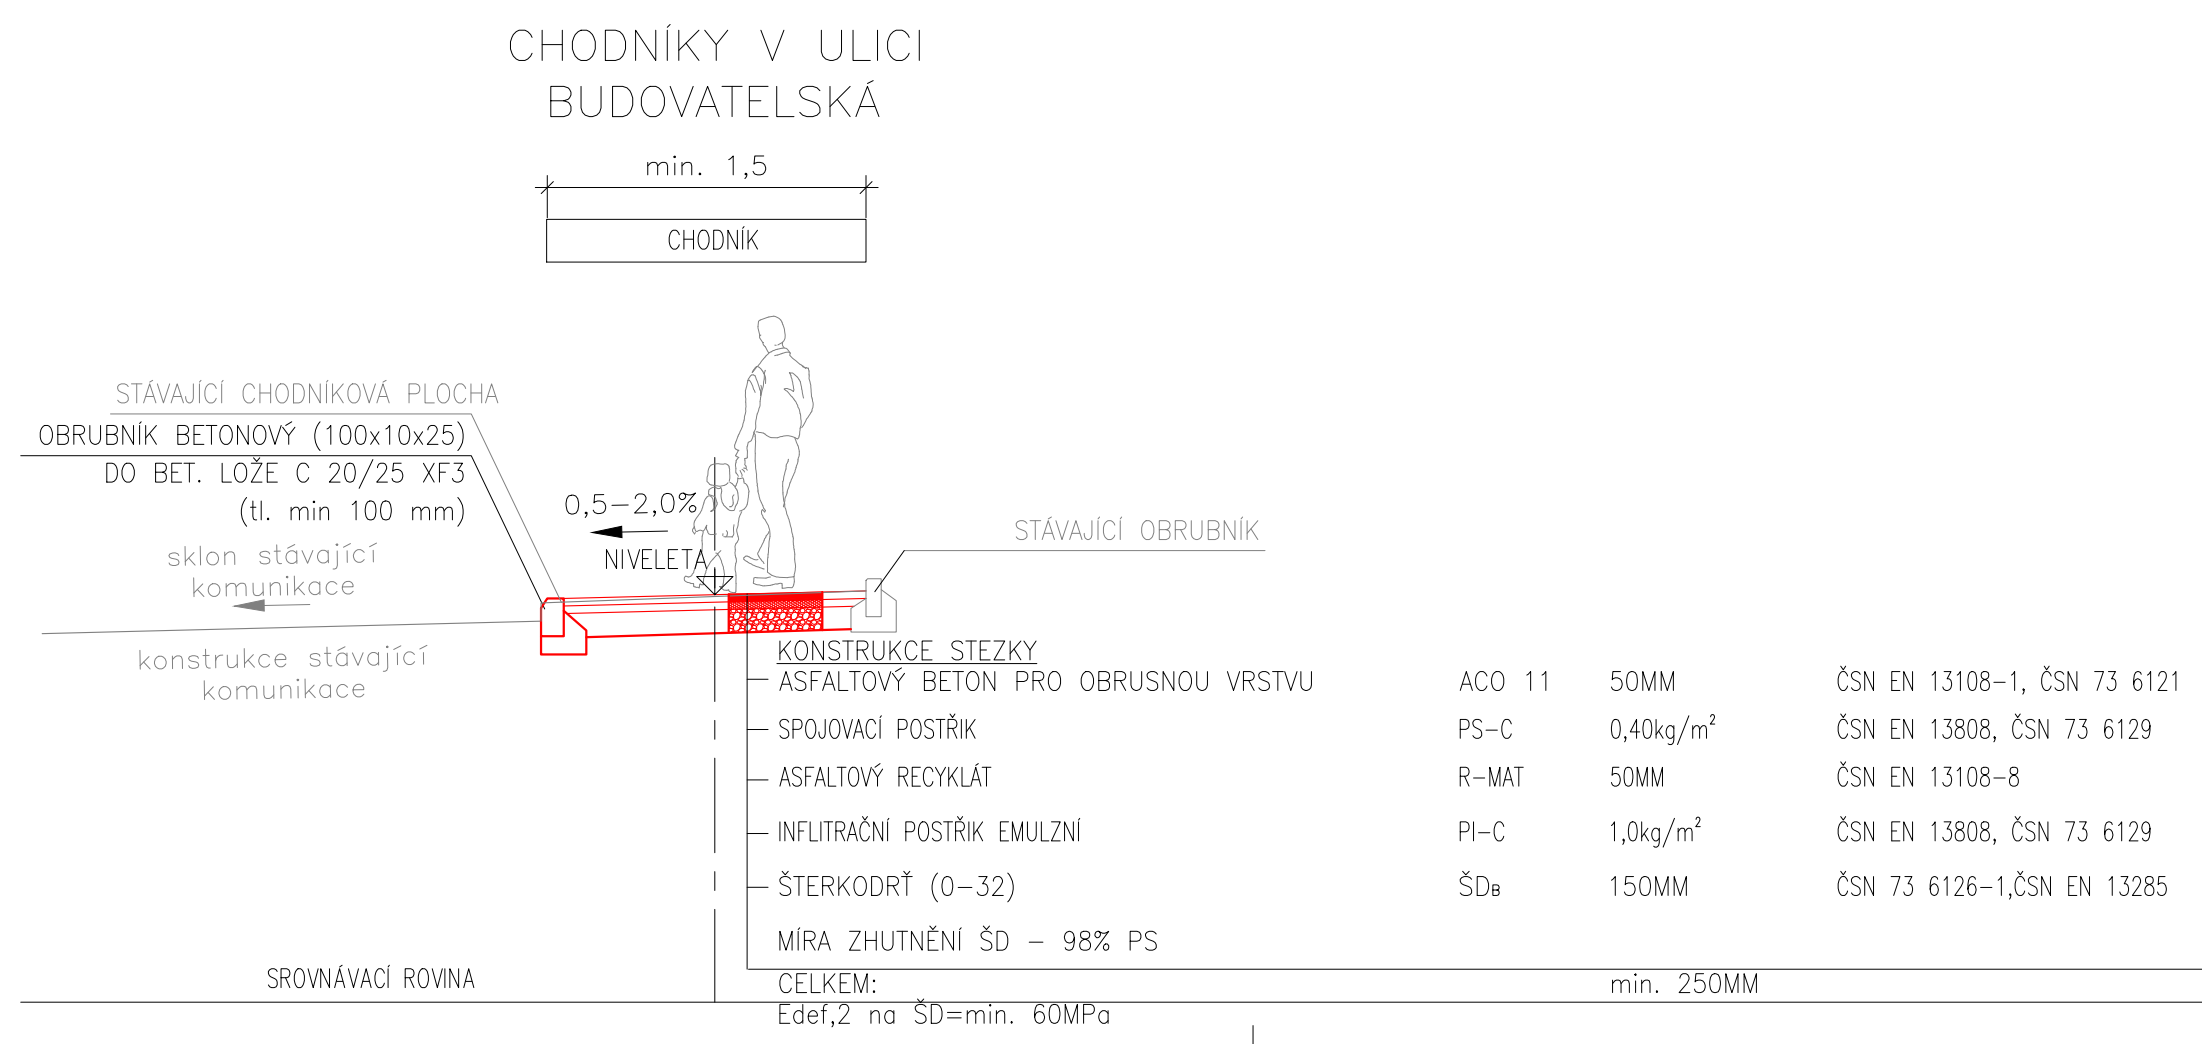 CHODNÍKY V ULICI
BUDOVATELSKÁ
min. 1,5
CHODNÍK
STÁVAJÍCÍ CHODNÍKOVÁ PLOCHA
OBRUBNÍK BETONOVÝ (100x10x25)
DO BET. LOŽE C 20/25 XF3
(tl. min 100 mm)
0,5-2,0%
NIVELETA
STÁVAJÍCÍ OBRUBNÍK
sklon stávající
komunikace
konstrukce stávající
komunikace
KONSTRUKCE STEZKY
ASFALTOVÝ BETON PRO OBRUSNOU VRSTVU ACO 11 50MM ČSN EN 13108-1, ČSN 73 6121
SPOJOVACÍ POSTŘIK PS-C 0,40kg/m² ČSN EN 13808, ČSN 73 6129
ASFALTOVÝ RECYKLÁT R-MAT 50MM ČSN EN 13108-8
INFLITRAČNÍ POSTŘIK EMULZNÍ PI-C 1,0kg/m² ČSN EN 13808, ČSN 73 6129
ŠTERKODRŤ (0-32) ŠDB 150MM ČSN 73 6126-1,ČSN EN 13285
MÍRA ZHUTNĚNÍ ŠD - 98% PS
SROVNÁVACÍ ROVINA
CELKEM: min. 250MM
Edef,2 na ŠD=min. 60MPa